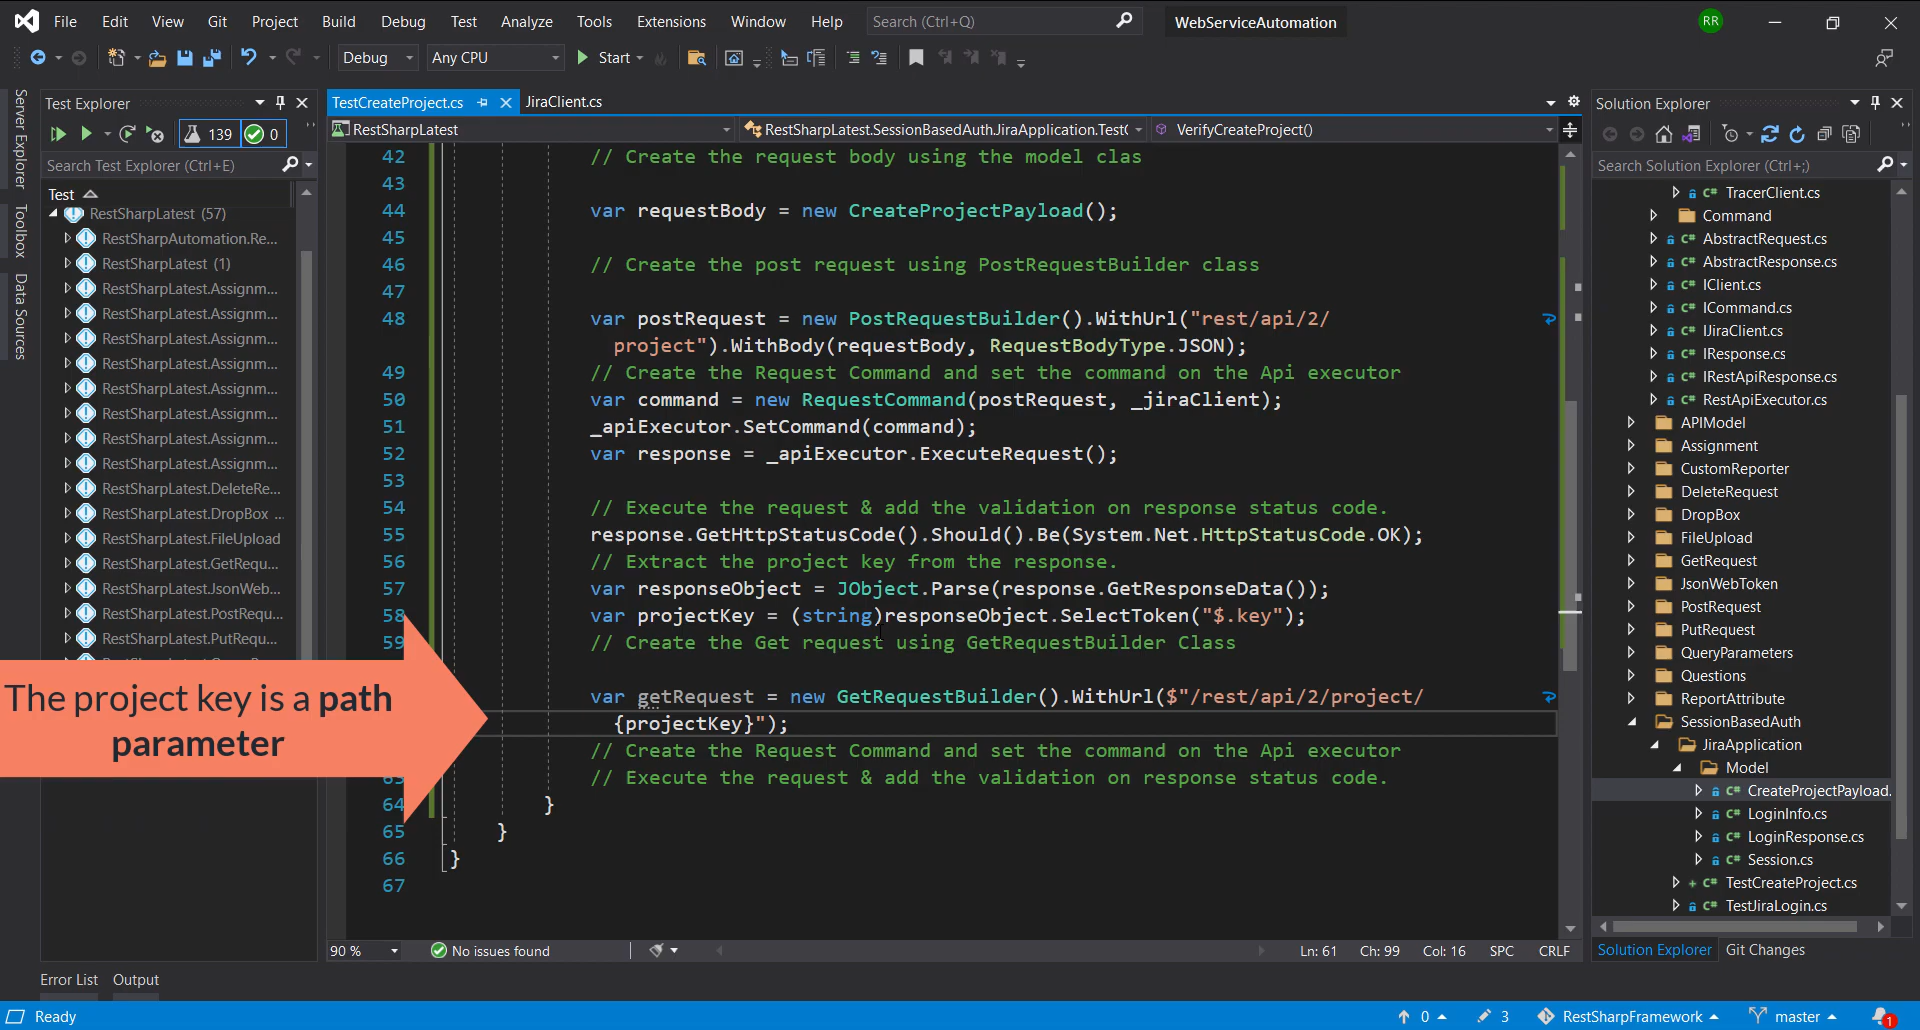 File Edit View Git Project Build Debug Test Analyze Tools Extensions Window Help Search (Ctrl+Q) WebServiceAutomation RR
Debug Any CPU Start
Server Explorer
Toolbox
Data Sources
Test Explorer
139 0
Search Test Explorer (Ctrl+E)
Test
RestSharpLatest (57)
RestSharpAutomation.Re...
RestSharpLatest (1)
RestSharpLatest.Assignm...
RestSharpLatest.Assignm...
RestSharpLatest.Assignm...
RestSharpLatest.Assignm...
RestSharpLatest.Assignm...
RestSharpLatest.Assignm...
RestSharpLatest.Assignm...
RestSharpLatest.Assignm...
RestSharpLatest.DeleteRe...
RestSharpLatest.DropBox ...
RestSharpLatest.FileUpload
RestSharpLatest.GetRequ...
RestSharpLatest.JsonWeb...
RestSharpLatest.PostRequ...
RestSharpLatest.PutRequ...
The project key is a path
parameter
TestCreateProject.cs JiraClient.cs
RestSharpLatest RestSharpLatest.SessionBasedAuth.JiraApplication.Test( VerifyCreateProject()
42 // Create the request body using the model clas
43
44 var requestBody = new CreateProjectPayload();
45
46 // Create the post request using PostRequestBuilder class
47
48 var postRequest = new PostRequestBuilder().WithUrl("rest/api/2/
project").WithBody(requestBody, RequestBodyType.JSON);
49 // Create the Request Command and set the command on the Api executor
50 var command = new RequestCommand(postRequest, _jiraClient);
51 _apiExecutor.SetCommand(command);
52 var response = _apiExecutor.ExecuteRequest();
53
54 // Execute the request & add the validation on response status code.
55 response.GetHttpStatusCode().Should().Be(System.Net.HttpStatusCode.OK);
56 // Extract the project key from the response.
57 var responseObject = JObject.Parse(response.GetResponseData());
58 var projectKey = (string)responseObject.SelectToken("$.key");
59 // Create the Get request using GetRequestBuilder Class
var getRequest = new GetRequestBuilder().WithUrl($"/rest/api/2/project/
{projectKey}");
// Create the Request Command and set the command on the Api executor
// Execute the request & add the validation on response status code.
64 }
65 }
66 }
67
90 % No issues found Ln: 61 Ch: 99 Col: 16 SPC CRLF
Solution Explorer
Search Solution Explorer (Ctrl+;)
C# TracerClient.cs
Command
C# AbstractRequest.cs
C# AbstractResponse.cs
C# IClient.cs
C# ICommand.cs
C# IJiraClient.cs
C# IResponse.cs
C# IRestApiResponse.cs
C# RestApiExecutor.cs
APIModel
Assignment
CustomReporter
DeleteRequest
DropBox
FileUpload
GetRequest
JsonWebToken
PostRequest
PutRequest
QueryParameters
Questions
ReportAttribute
SessionBasedAuth
JiraApplication
Model
C# CreateProjectPayload.
C# LoginInfo.cs
C# LoginResponse.cs
C# Session.cs
+ C# TestCreateProject.cs
C# TestJiraLogin.cs
Solution Explorer Git Changes
Error List Output
Ready 0 3 RestSharpFramework master 1